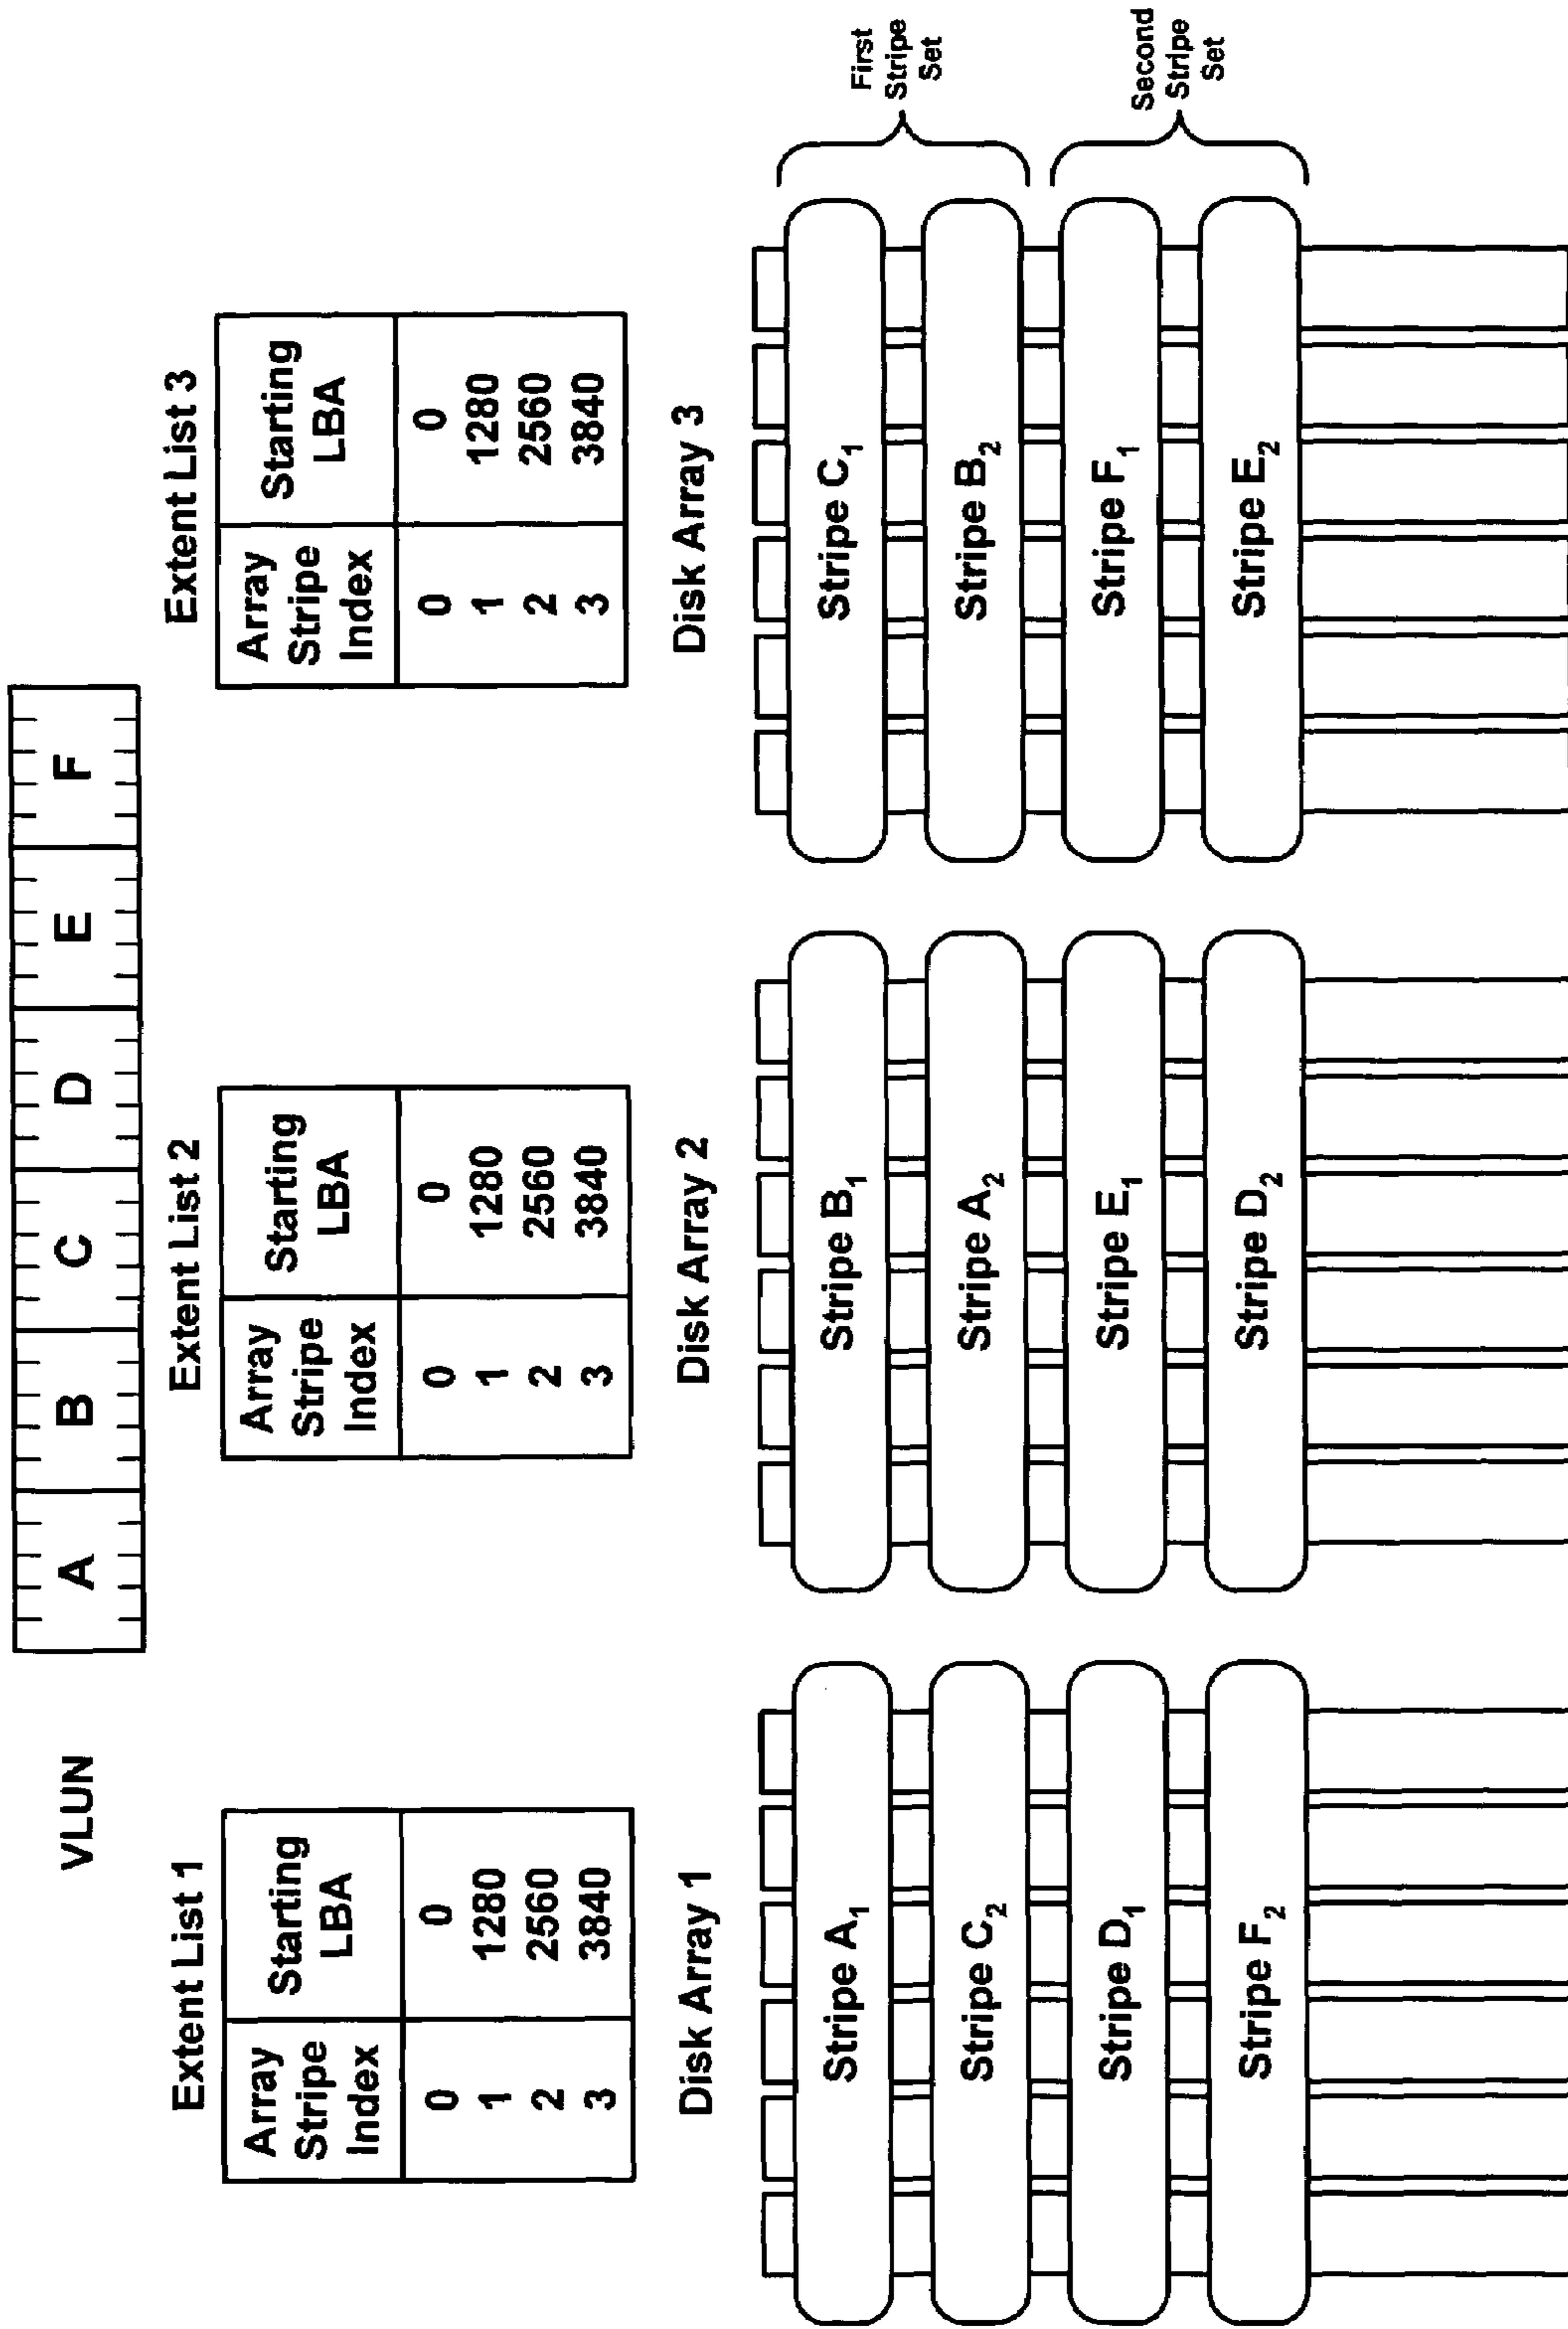 VLUN
A B C D E F
Extent List 1
Array Stripe Index
Starting LBA
0 0
1 1280
2 2560
3 3840
Extent List 2
Array Stripe Index
Starting LBA
0 0
1 1280
2 2560
3 3840
Extent List 3
Array Stripe Index
Starting LBA
0 0
1 1280
2 2560
3 3840
Disk Array 1
Stripe A₁
Stripe C₂
Stripe D₁
Stripe F₂
Disk Array 2
Stripe B₁
Stripe A₂
Stripe E₁
Stripe D₂
Disk Array 3
Stripe C₁
Stripe B₂
Stripe F₁
Stripe E₂
First
Stripe
Set
Second
Stripe
Set